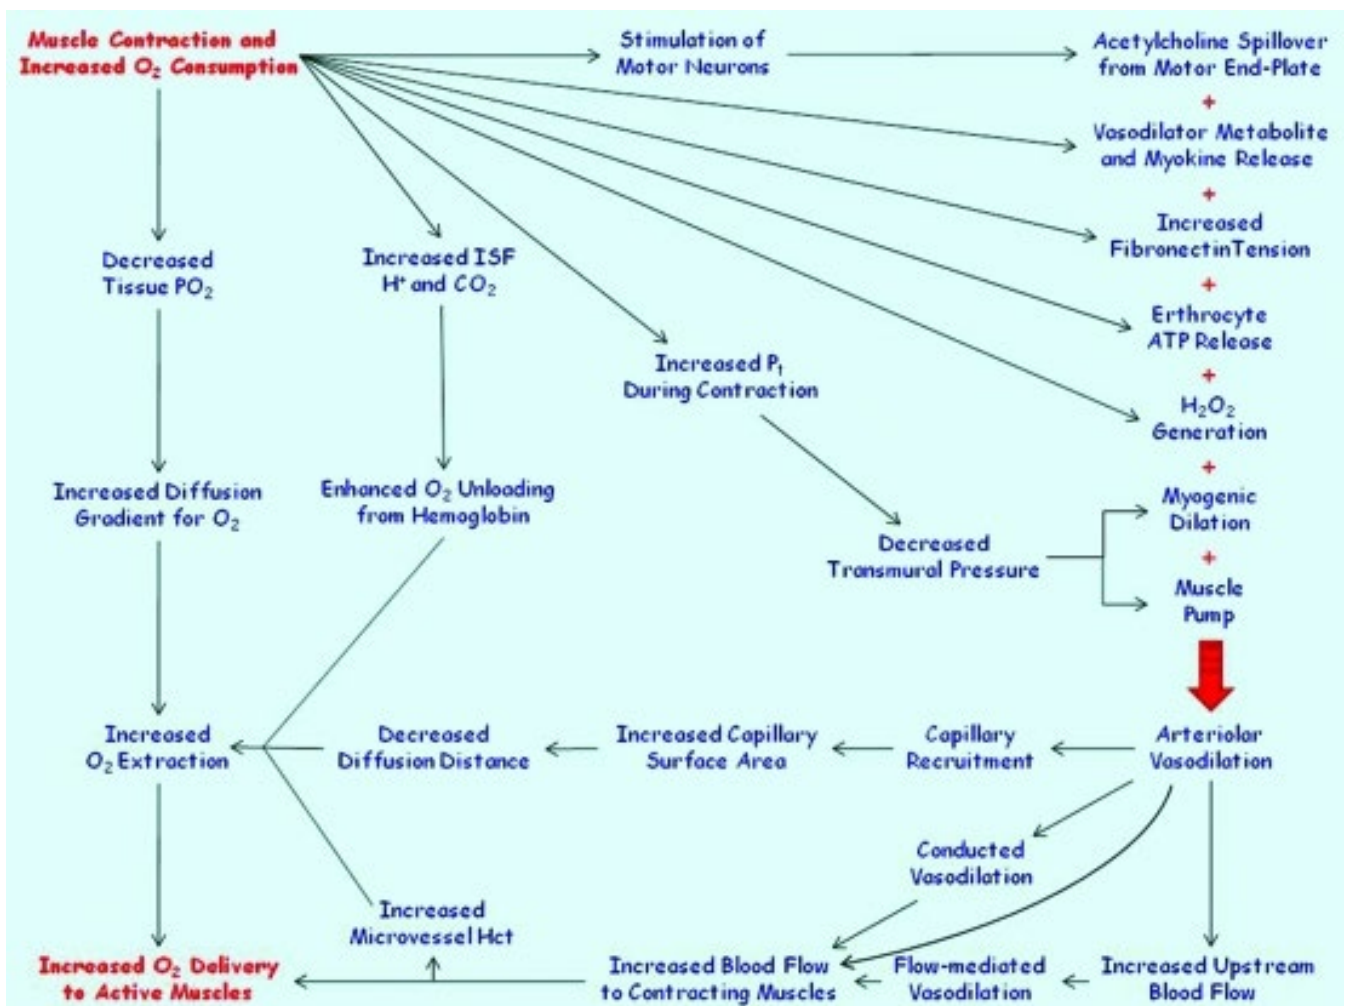 Muscle Contraction and
Increased O₂ Consumption
Stimulation of
Motor Neurons
Acetylcholine Spillover
from Motor End-Plate
+
Vasodilator Metabolite
and Myokine Release
+
Increased
FibronectinTension
+
Erthrocyte
ATP Release
+
H₂O₂
Generation
+
Myogenic
Dilation
+
Muscle
Pump
Decreased
Tissue PO₂
Increased ISF
H⁺ and CO₂
Increased Pₜ
During Contraction
Increased Diffusion
Gradient for O₂
Enhanced O₂ Unloading
from Hemoglobin
Decreased
Transmural Pressure
Increased
O₂ Extraction
Decreased
Diffusion Distance
Increased Capillary
Surface Area
Capillary
Recruitment
Arteriolar
Vasodilation
Conducted
Vasodilation
Increased
Microvessel Hct
Increased O₂ Delivery
to Active Muscles
Increased Blood Flow
to Contracting Muscles
Flow-mediated
Vasodilation
Increased Upstream
Blood Flow